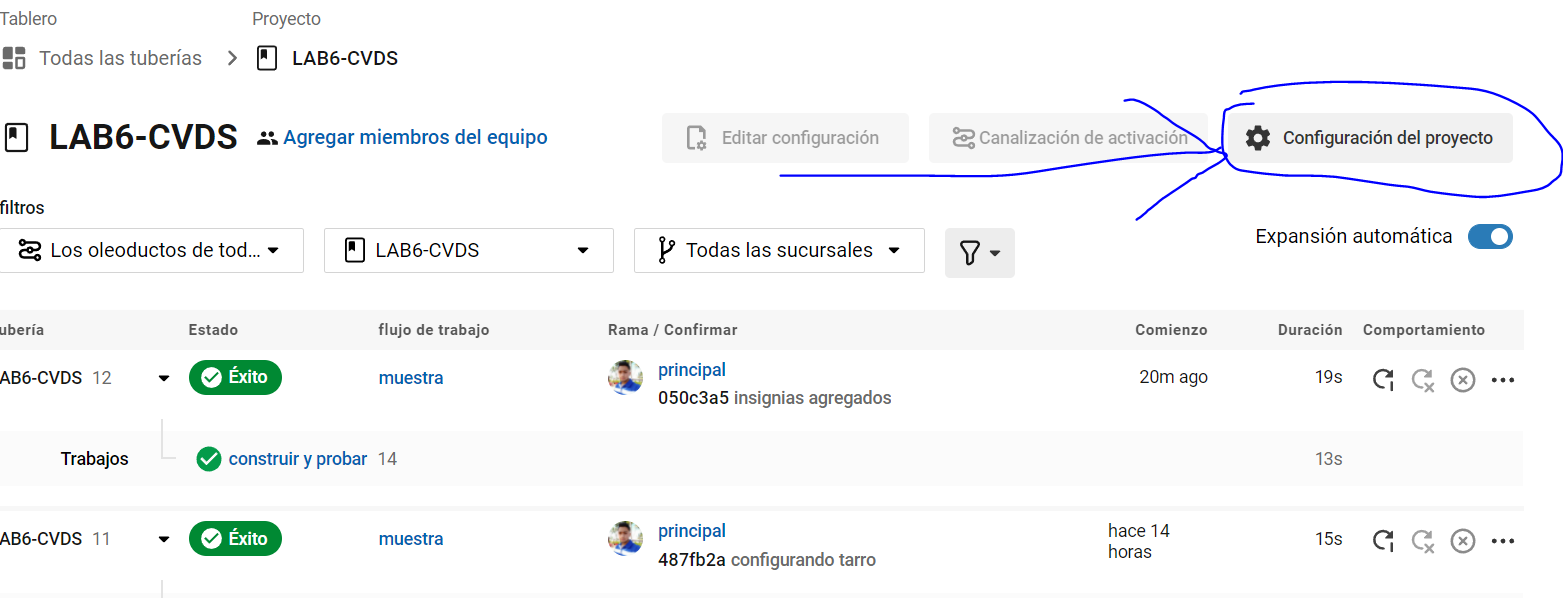 Tablero Proyecto
Todas las tuberías LAB6-CVDS
LAB6-CVDS Agregar miembros del equipo Editar configuración Canalización de activación Configuración del proyecto
filtros
Los oleoductos de tod... LAB6-CVDS Todas las sucursales Expansión automática
ubería Estado flujo de trabajo Rama / Confirmar Comienzo Duración Comportamiento
AB6-CVDS 12 Éxito muestra principal 20m ago 19s
050c3a5 insignias agregados
Trabajos construir y probar 14 13s
AB6-CVDS 11 Éxito muestra principal hace 14 horas 15s
487fb2a configurando tarro